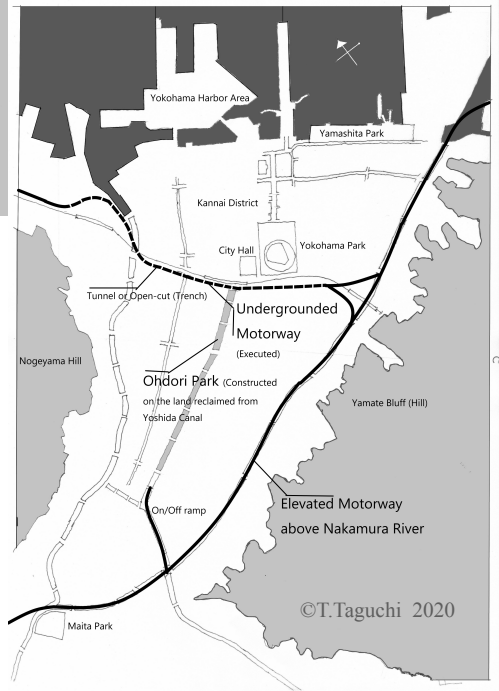 Yokohama Harbor Area
Yamashita Park
Kannai District
City Hall
Yokohama Park
Tunnel or Open-cut (Trench)
Undergrounded
Motorway
(Executed)
Nogeyama Hill
Ohdori Park (Constructed
on the land reclaimed from
Yoshida Canal
Yamate Bluff (Hill)
On/Off ramp
Elevated Motorway
above Nakamura River
©T.Taguchi 2020
Maita Park